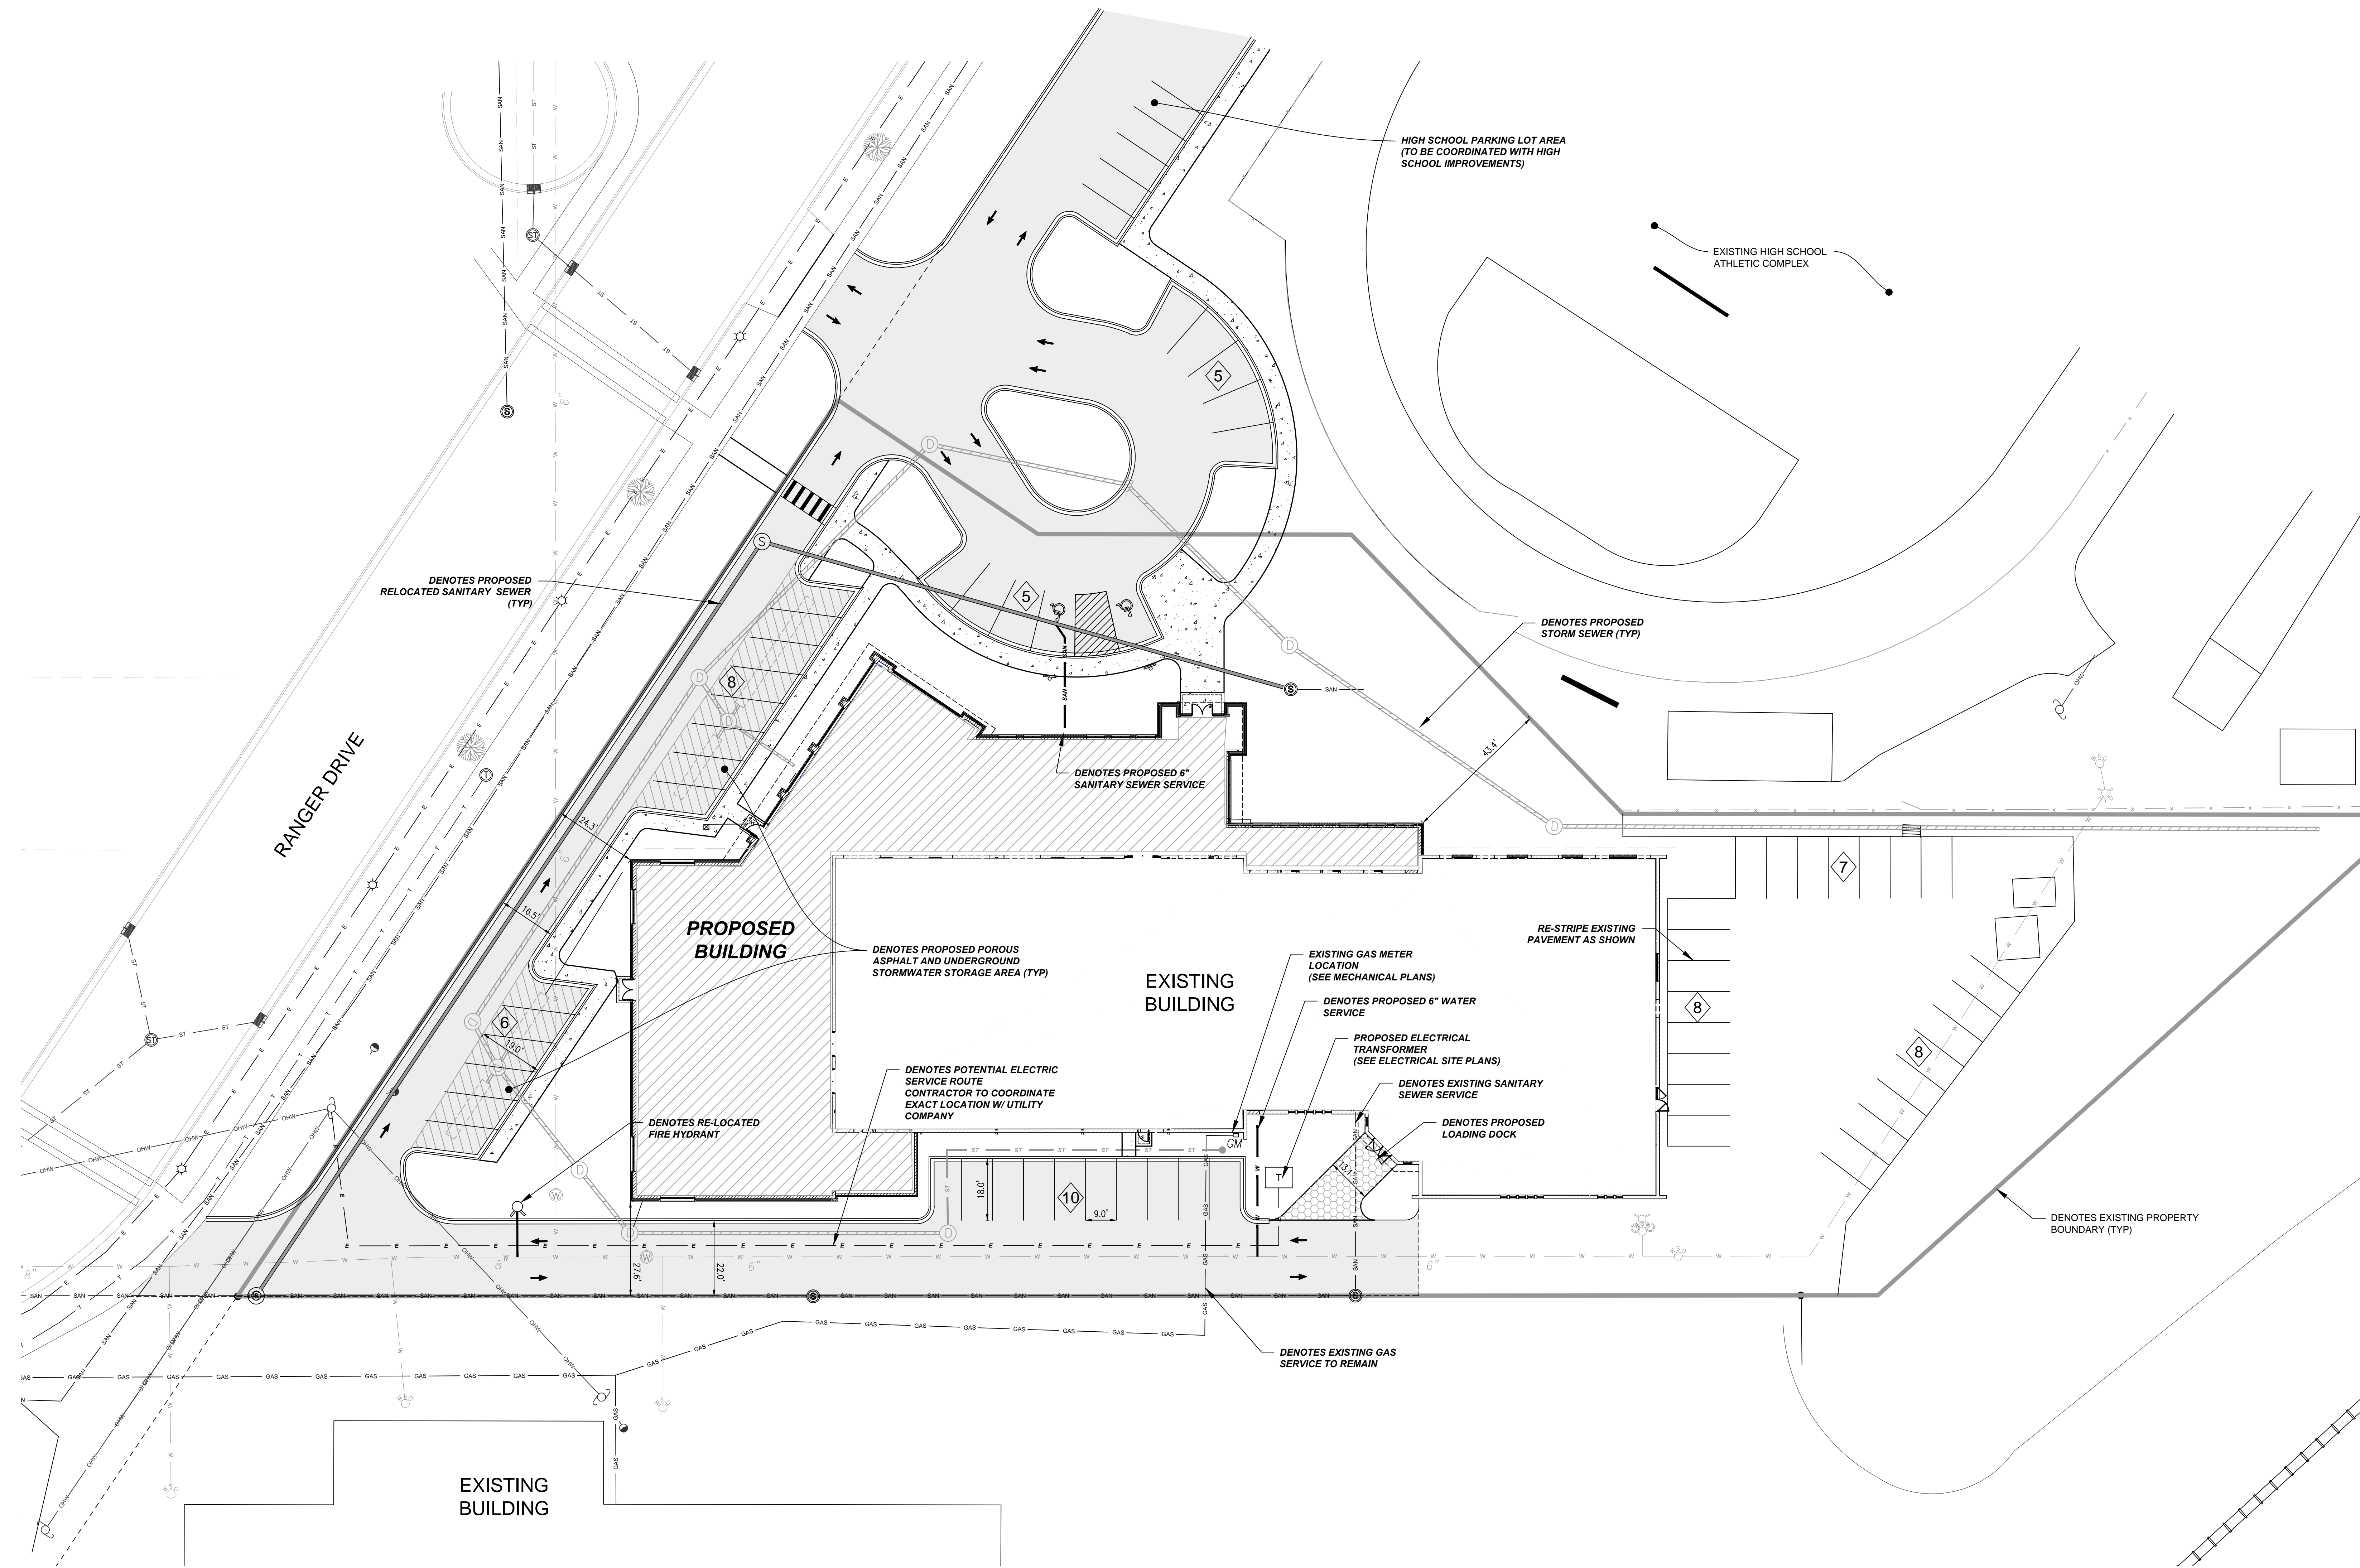 HIGH SCHOOL PARKING LOT AREA
(TO BE COORDINATED WITH HIGH
SCHOOL IMPROVEMENTS)
EXISTING HIGH SCHOOL
ATHLETIC COMPLEX
5
5
DENOTES PROPOSED
RELOCATED SANITARY SEWER
(TYP)
DENOTES PROPOSED
STORM SEWER (TYP)
8
43.4'
RANGER DRIVE
DENOTES PROPOSED 6"
SANITARY SEWER SERVICE
24.3'
16.5'
PROPOSED
BUILDING
DENOTES PROPOSED POROUS
ASPHALT AND UNDERGROUND
STORMWATER STORAGE AREA (TYP)
EXISTING
BUILDING
EXISTING GAS METER
LOCATION
(SEE MECHANICAL PLANS)
DENOTES PROPOSED 6" WATER
SERVICE
PROPOSED ELECTRICAL
TRANSFORMER
(SEE ELECTRICAL SITE PLANS)
DENOTES EXISTING SANITARY
SEWER SERVICE
DENOTES PROPOSED
LOADING DOCK
RE-STRIPE EXISTING
PAVEMENT AS SHOWN
7
8
8
6
19.0'
DENOTES POTENTIAL ELECTRIC
SERVICE ROUTE
CONTRACTOR TO COORDINATE
EXACT LOCATION W/ UTILITY
COMPANY
DENOTES RE-LOCATED
FIRE HYDRANT
GM
T
13.1'
18.0'
10
9.0'
27.6'
22.0'
8"
8"
6"
6"
DENOTES EXISTING PROPERTY
BOUNDARY (TYP)
DENOTES EXISTING GAS
SERVICE TO REMAIN
EXISTING
BUILDING